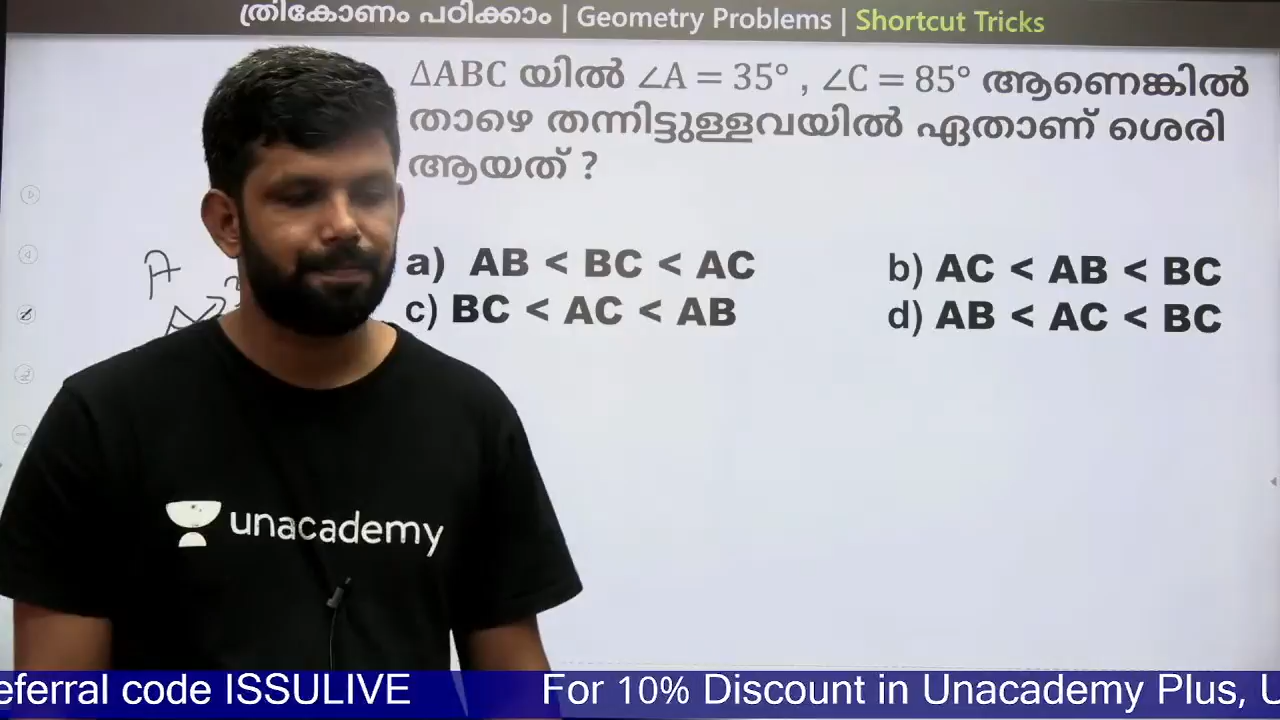 ത്രികോണം പഠിക്കാം | Geometry Problems | Shortcut Tricks
ΔABC യിൽ ∠A = 35° , ∠C = 85° ആണെങ്കിൽ
താഴെ തന്നിട്ടുള്ളവയിൽ ഏതാണ് ശെരി
ആയത് ?
a) AB < BC < AC
b) AC < AB < BC
c) BC < AC < AB
d) AB < AC < BC
A
unacademy
eferral code ISSULIVE For 10% Discount in Unacademy Plus, U